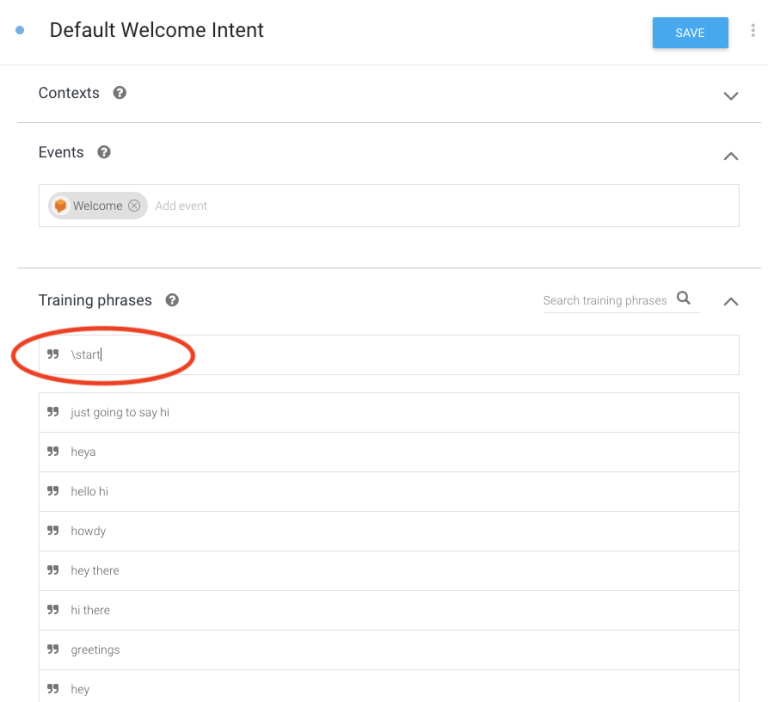 Default Welcome Intent
SAVE
Contexts ?
Events ?
Welcome Add event
Training phrases ?
Search training phrases
\start
just going to say hi
heya
hello hi
howdy
hey there
hi there
greetings
hey